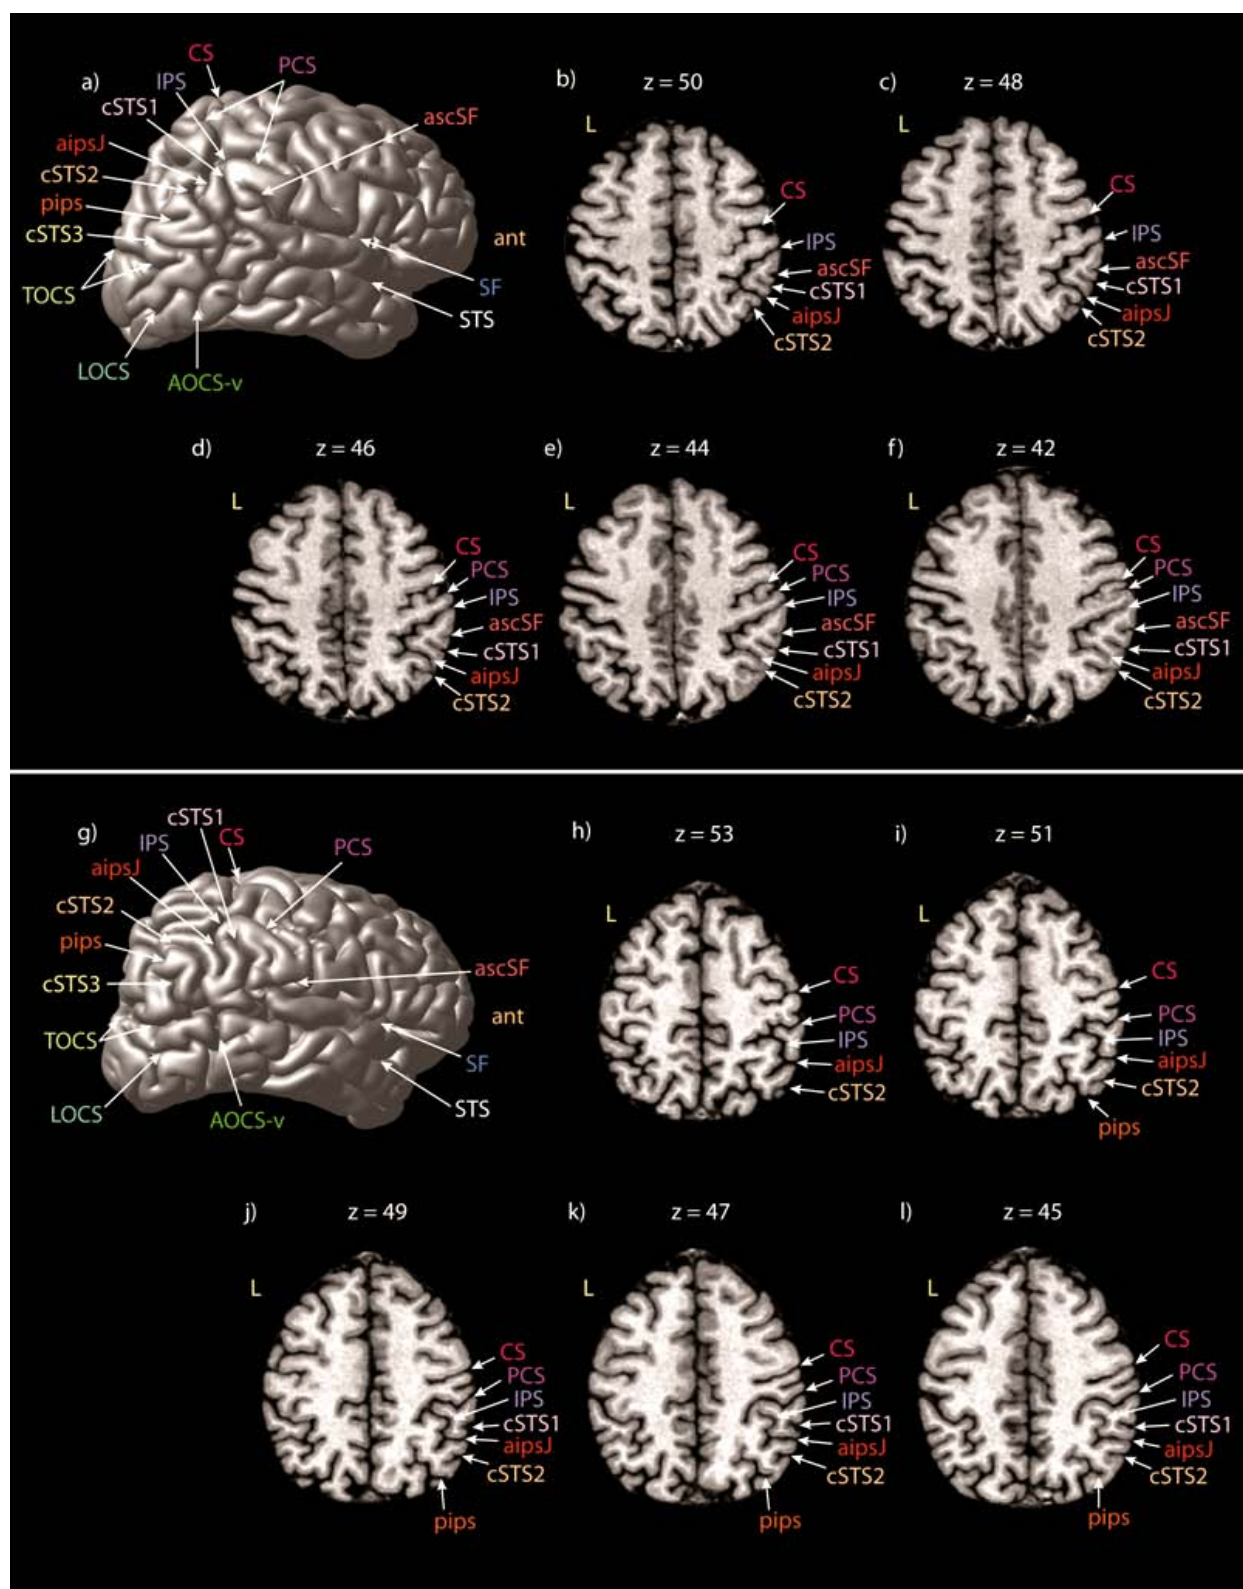 a)
CS
IPS
PCS
cSTS1
ascSF
aipsJ
cSTS2
pips
cSTS3
ant
TOCS
SF
STS
LOCS
AOCS-v
b)
z = 50
L
CS
IPS
ascSF
cSTS1
aipsJ
cSTS2
c)
z = 48
L
CS
IPS
ascSF
cSTS1
aipsJ
cSTS2
d)
z = 46
L
CS
PCS
IPS
ascSF
cSTS1
aipsJ
cSTS2
e)
z = 44
L
CS
PCS
IPS
ascSF
cSTS1
aipsJ
cSTS2
f)
z = 42
L
CS
PCS
IPS
ascSF
cSTS1
aipsJ
cSTS2
g)
cSTS1
CS
IPS
PCS
aipsJ
cSTS2
pips
ascSF
cSTS3
ant
TOCS
SF
LOCS
STS
AOCS-v
h)
z = 53
L
CS
PCS
IPS
aipsJ
cSTS2
i)
z = 51
L
CS
PCS
IPS
aipsJ
cSTS2
pips
j)
z = 49
L
CS
PCS
IPS
cSTS1
aipsJ
cSTS2
pips
k)
z = 47
L
CS
PCS
IPS
cSTS1
aipsJ
cSTS2
pips
l)
z = 45
L
CS
PCS
IPS
cSTS1
aipsJ
cSTS2
pips